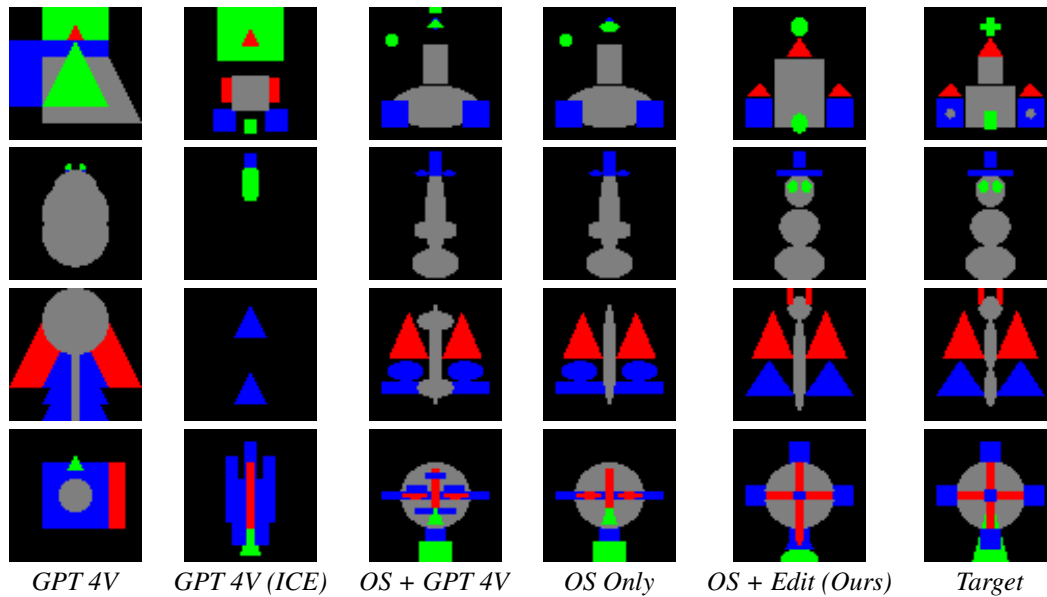 GPT 4V GPT 4V (ICE) OS + GPT 4V OS Only OS + Edit (Ours) Target